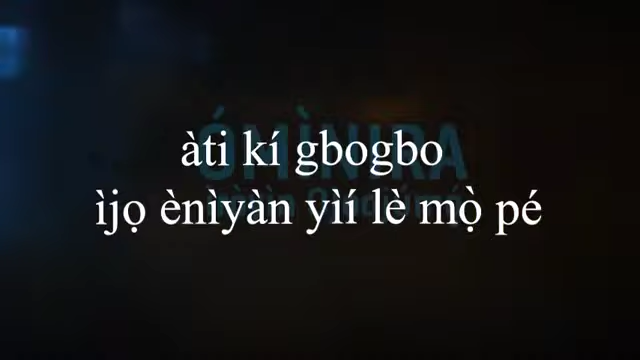 àti kí gbogbo
ìjọ ènìyàn yìí lè mọ̀ pé